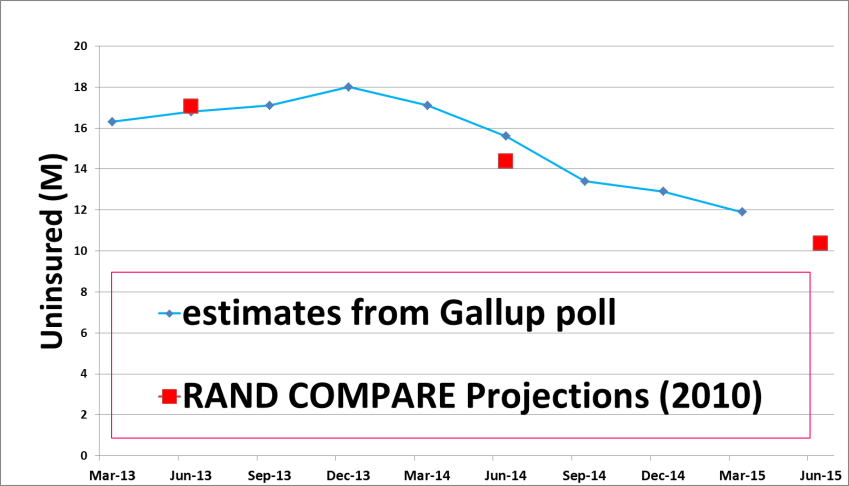 20
18
16
14
12
10
8
6
4
2
0
Uninsured (M)
estimates from Gallup poll
RAND COMPARE Projections (2010)
Mar-13 Jun-13 Sep-13 Dec-13 Mar-14 Jun-14 Sep-14 Dec-14 Mar-15 Jun-15